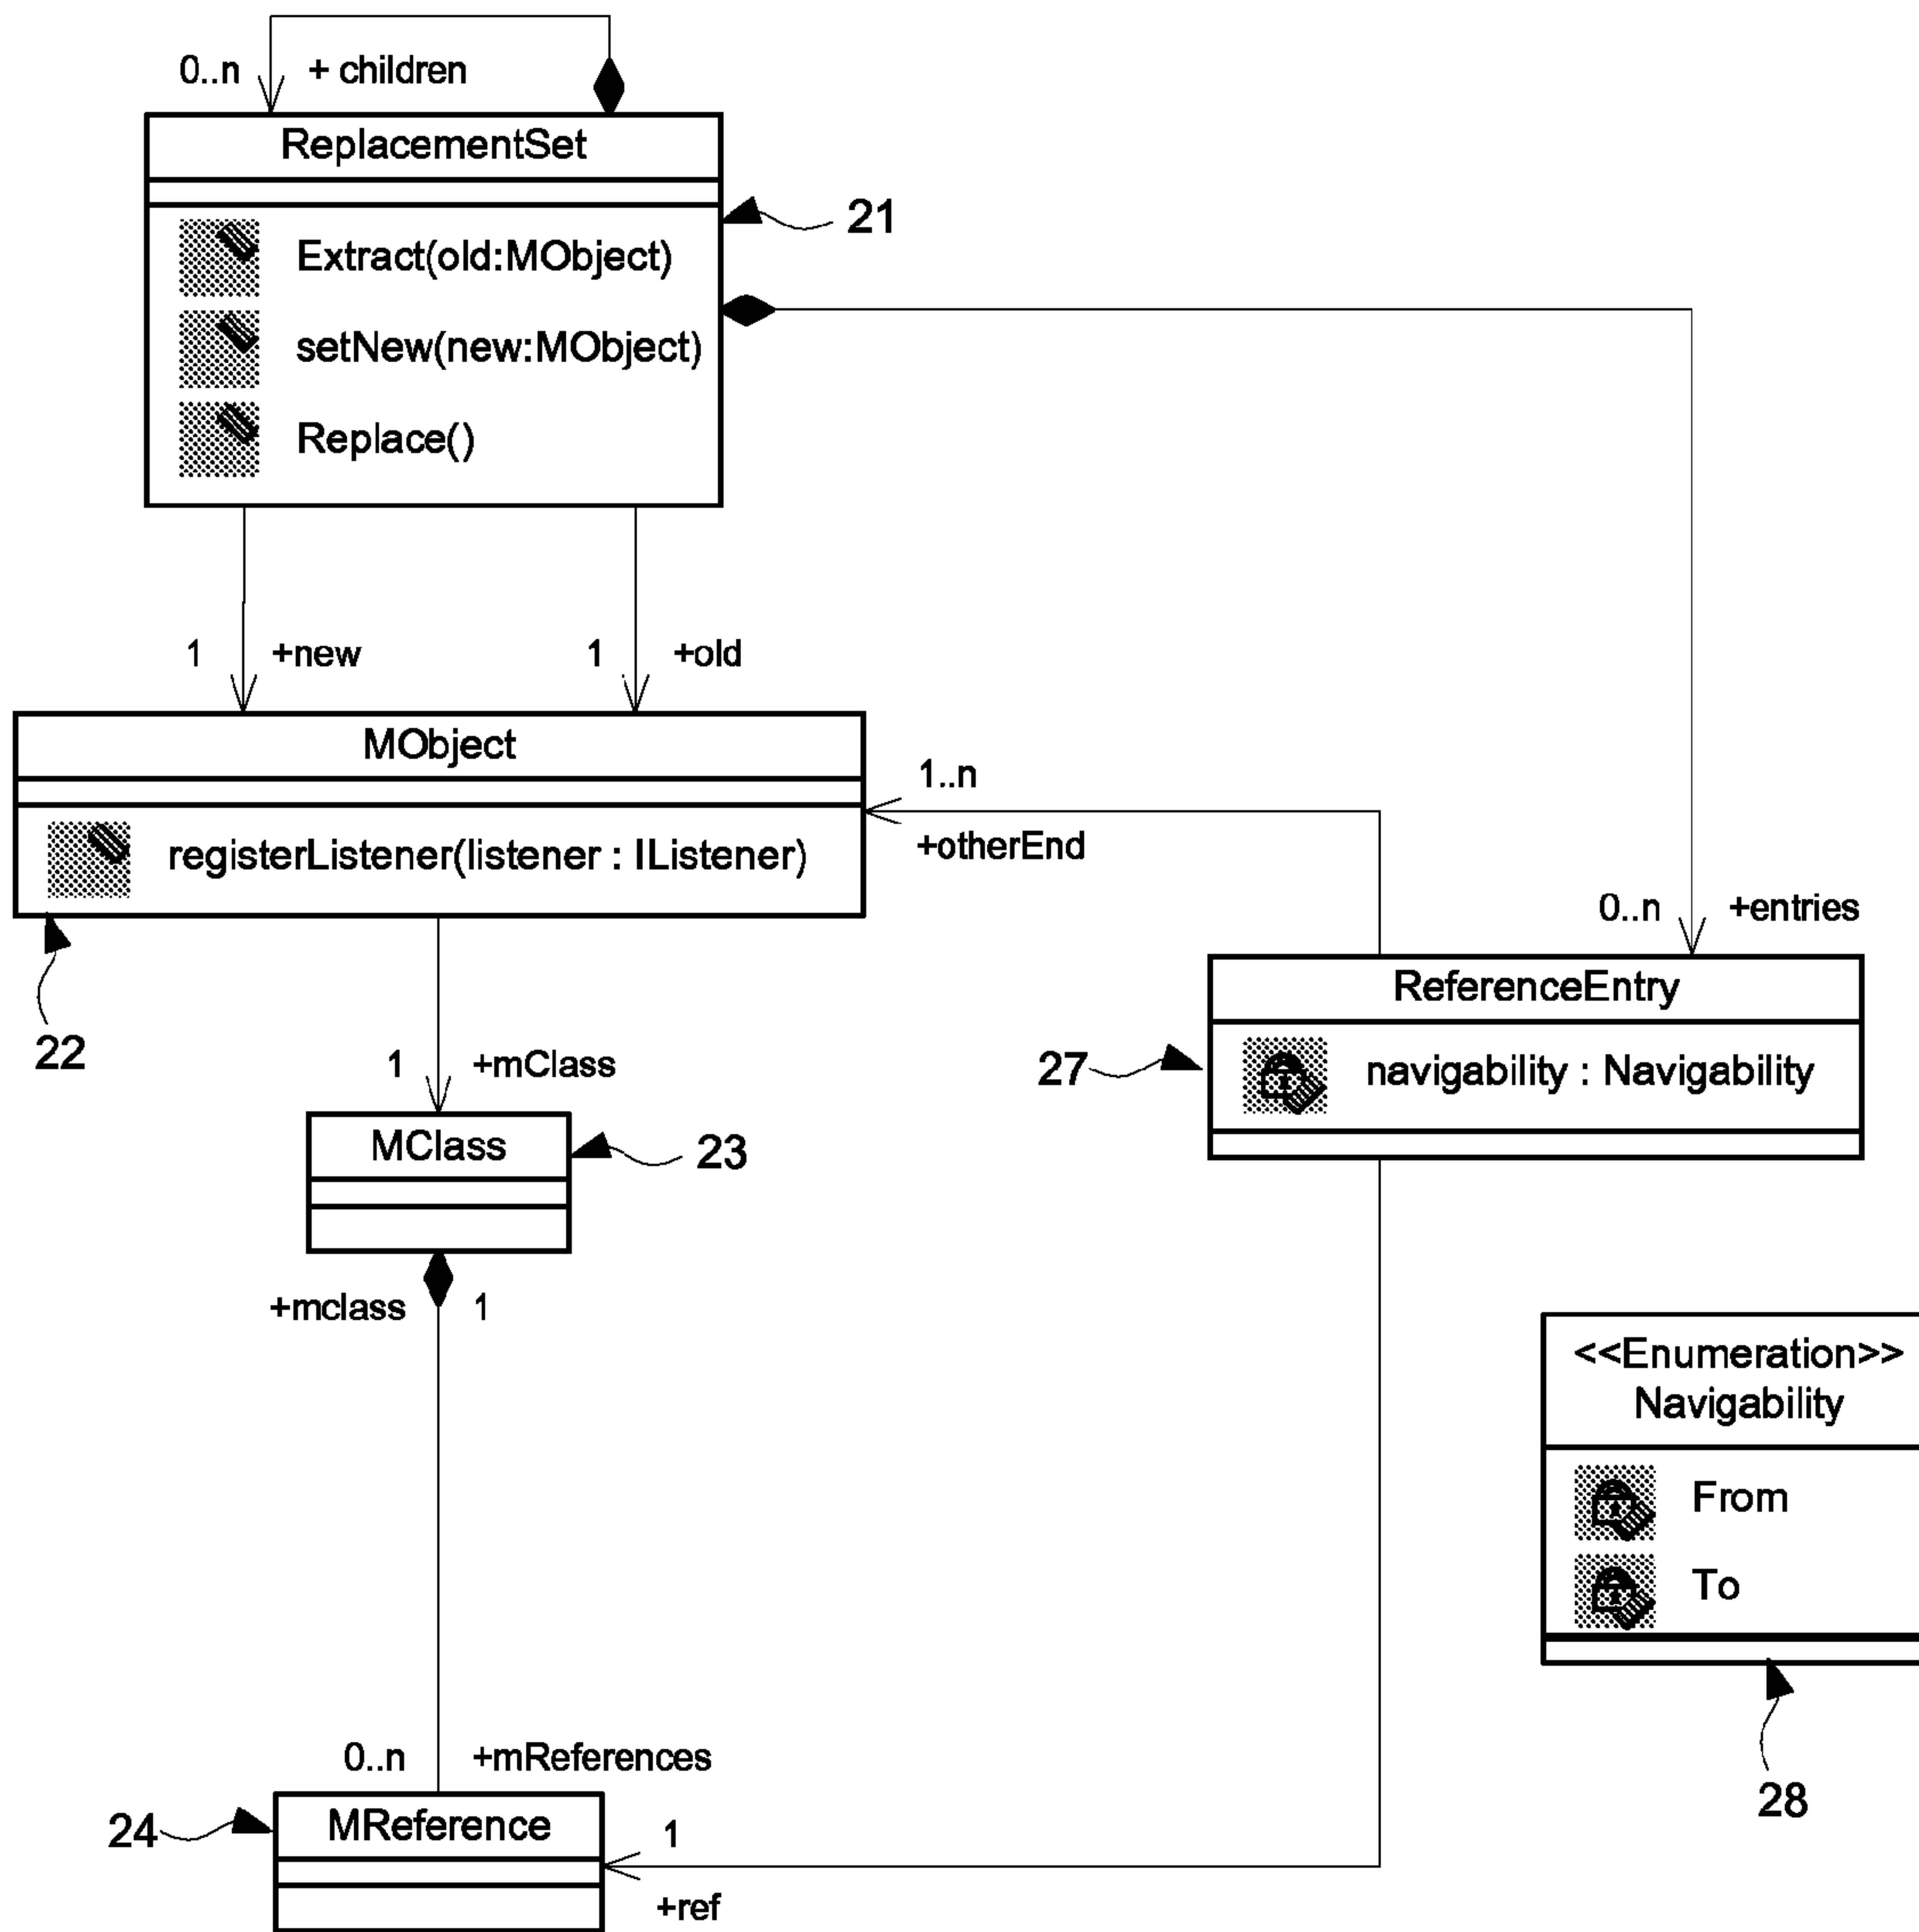 0..n + children
ReplacementSet
21
Extract(old:MObject)
setNew(new:MObject)
Replace()
1 +new 1 +old
MObject
1..n
registerListener(listener : IListener)
+otherEnd
0..n +entries
ReferenceEntry
22
1 +mClass
27
navigability : Navigability
MClass
23
+mclass 1
<<Enumeration>>
Navigability
From
To
0..n +mReferences
28
24
MReference
1
+ref